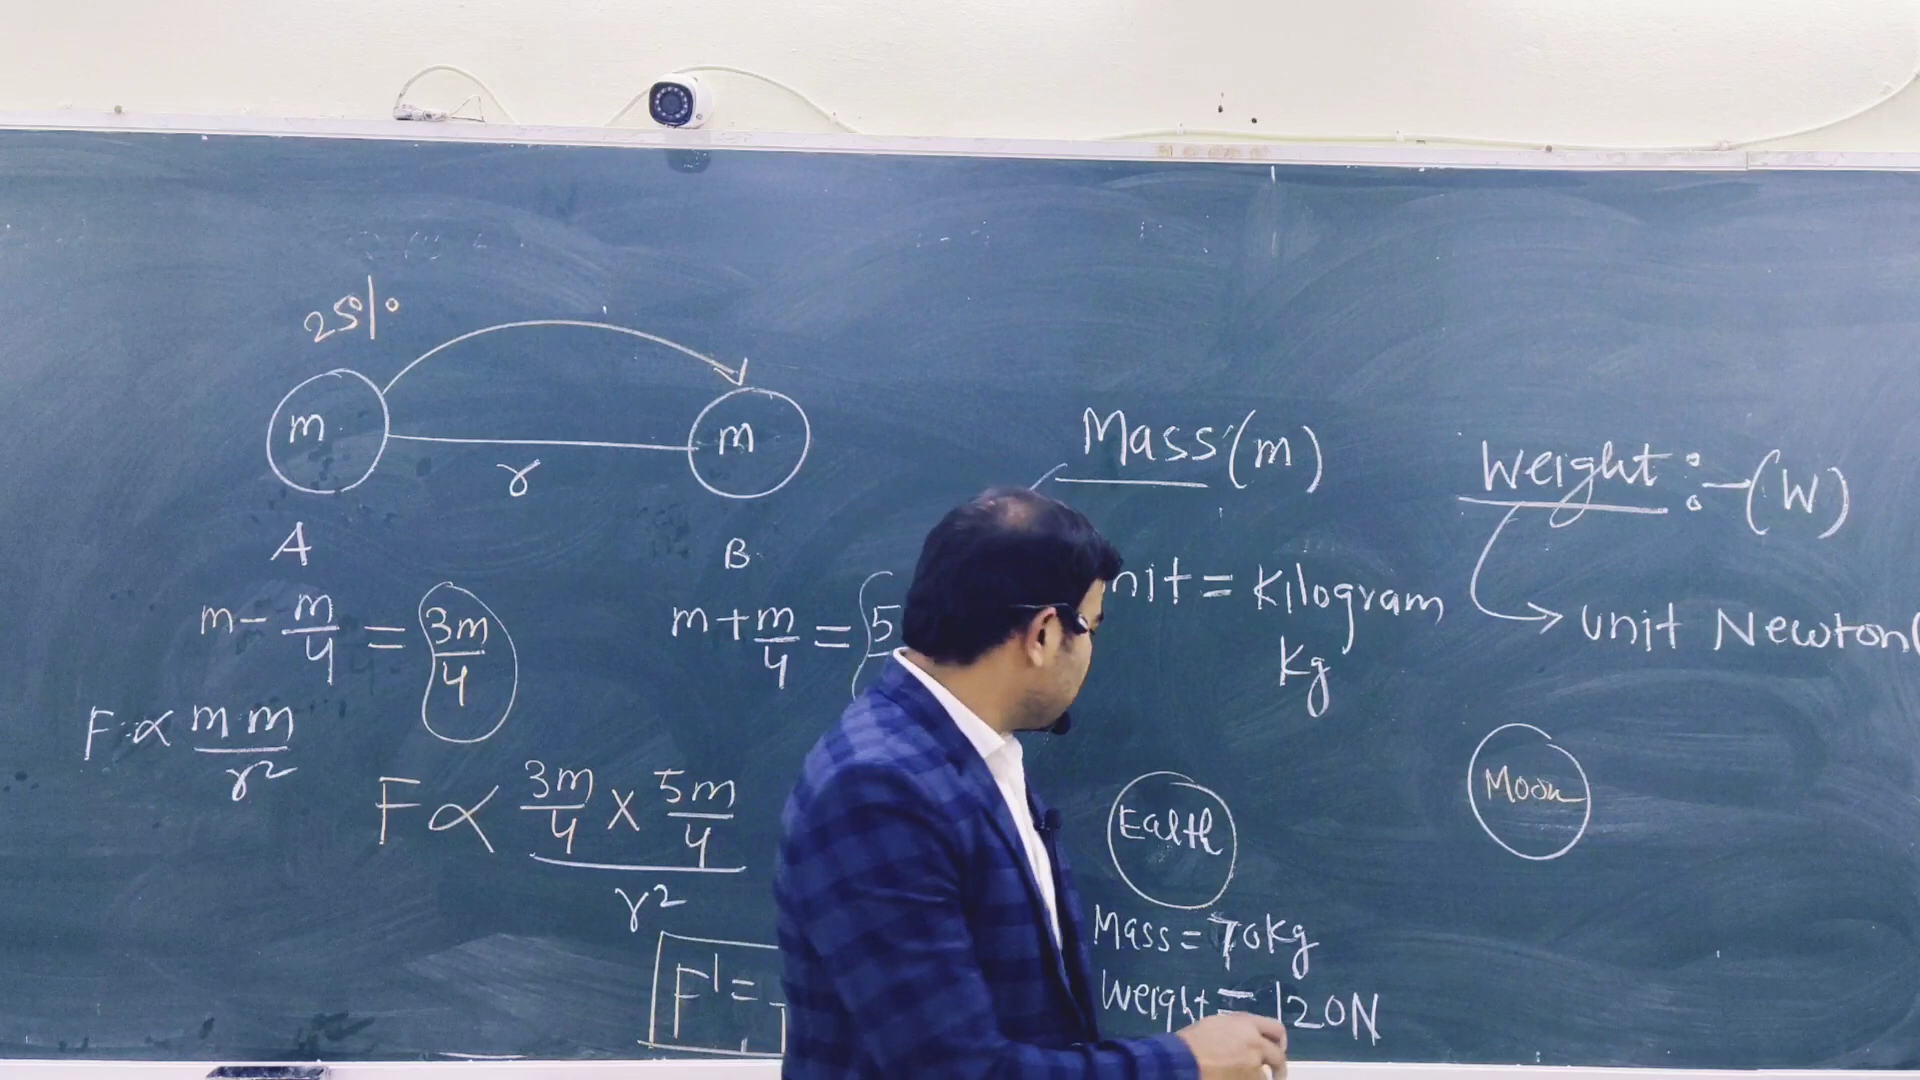 25%
m
m
r
A
B
m - m/4 = 3m/4
m + m/4 = 5
F ∝ m m / r²
F ∝ 3m/4 × 5m/4 / r²
F' =
Mass (m)
nit = Kilogram
Kg
Earth
Mass = 70Kg
Weight = 120N
Weight :- (W)
unit Newton(
Moon